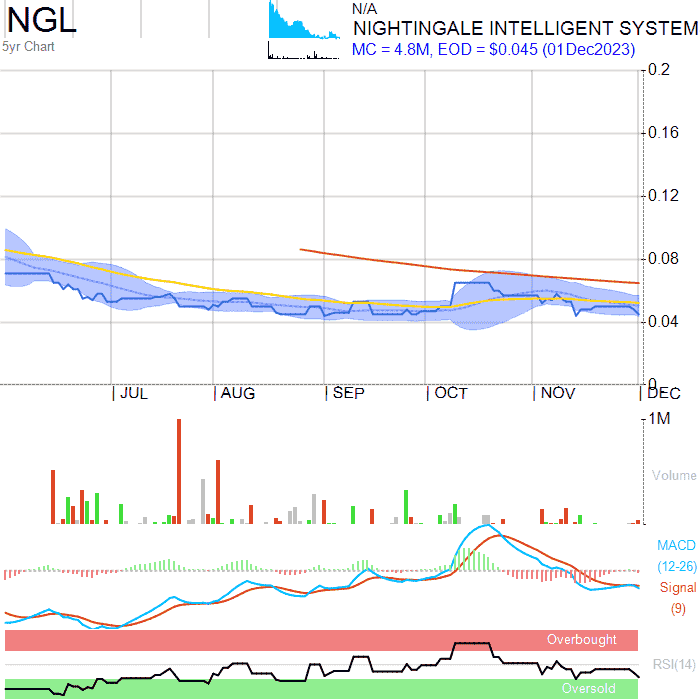 NGL
5yr Chart
N/A
NIGHTINGALE INTELLIGENT SYSTEM
MC = 4.8M, EOD = $0.045 (01Dec2023)
0.2
0.16
0.12
0.08
0.04
0
JUL AUG SEP OCT NOV DEC
1M
Volume
MACD
(12-26)
Signal
(9)
Overbought
RSI(14)
Oversold